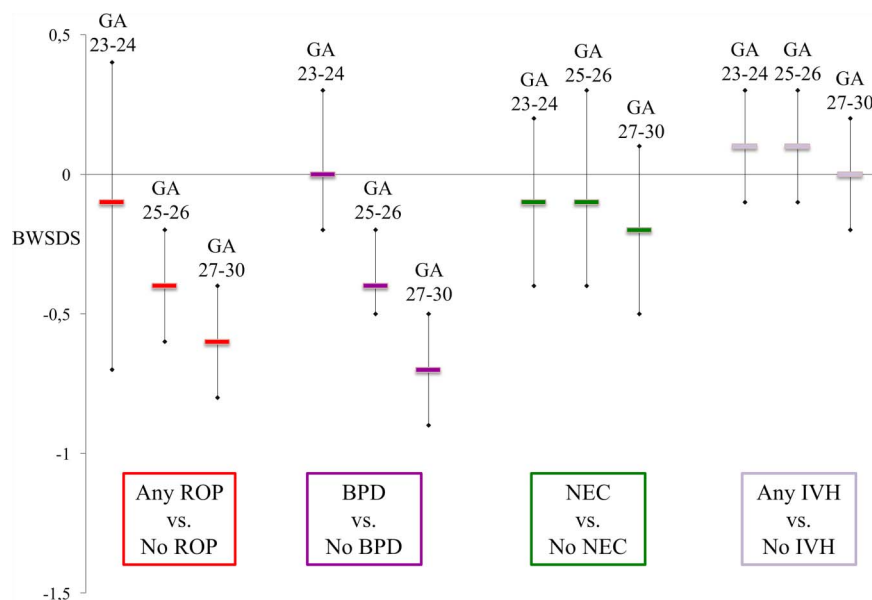 0,5
0
BWSDS
-0,5
-1
-1,5
GA
23-24
GA
25-26
GA
27-30
GA
23-24
GA
25-26
GA
27-30
GA
23-24
GA
25-26
GA
27-30
GA
23-24
GA
25-26
GA
27-30
Any ROP
vs.
No ROP
BPD
vs.
No BPD
NEC
vs.
No NEC
Any IVH
vs.
No IVH